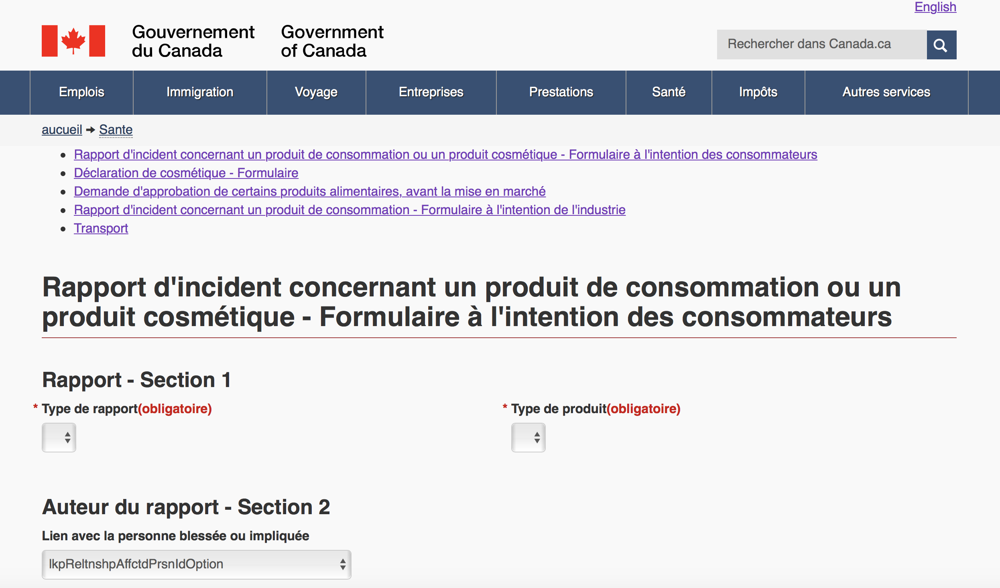 English
Gouvernement du Canada
Government of Canada
Rechercher dans Canada.ca
Emplois Immigration Voyage Entreprises Prestations Santé Impôts Autres services
aucueil → Sante
• Rapport d'incident concernant un produit de consommation ou un produit cosmétique - Formulaire à l'intention des consommateurs
• Déclaration de cosmétique - Formulaire
• Demande d'approbation de certains produits alimentaires, avant la mise en marché
• Rapport d'incident concernant un produit de consommation - Formulaire à l'intention de l'industrie
• Transport
Rapport d'incident concernant un produit de consommation ou un
produit cosmétique - Formulaire à l'intention des consommateurs
Rapport - Section 1
* Type de rapport(obligatoire)
* Type de produit(obligatoire)
Auteur du rapport - Section 2
Lien avec la personne blessée ou impliquée
lkpReltnshpAffctdPrsnIdOption